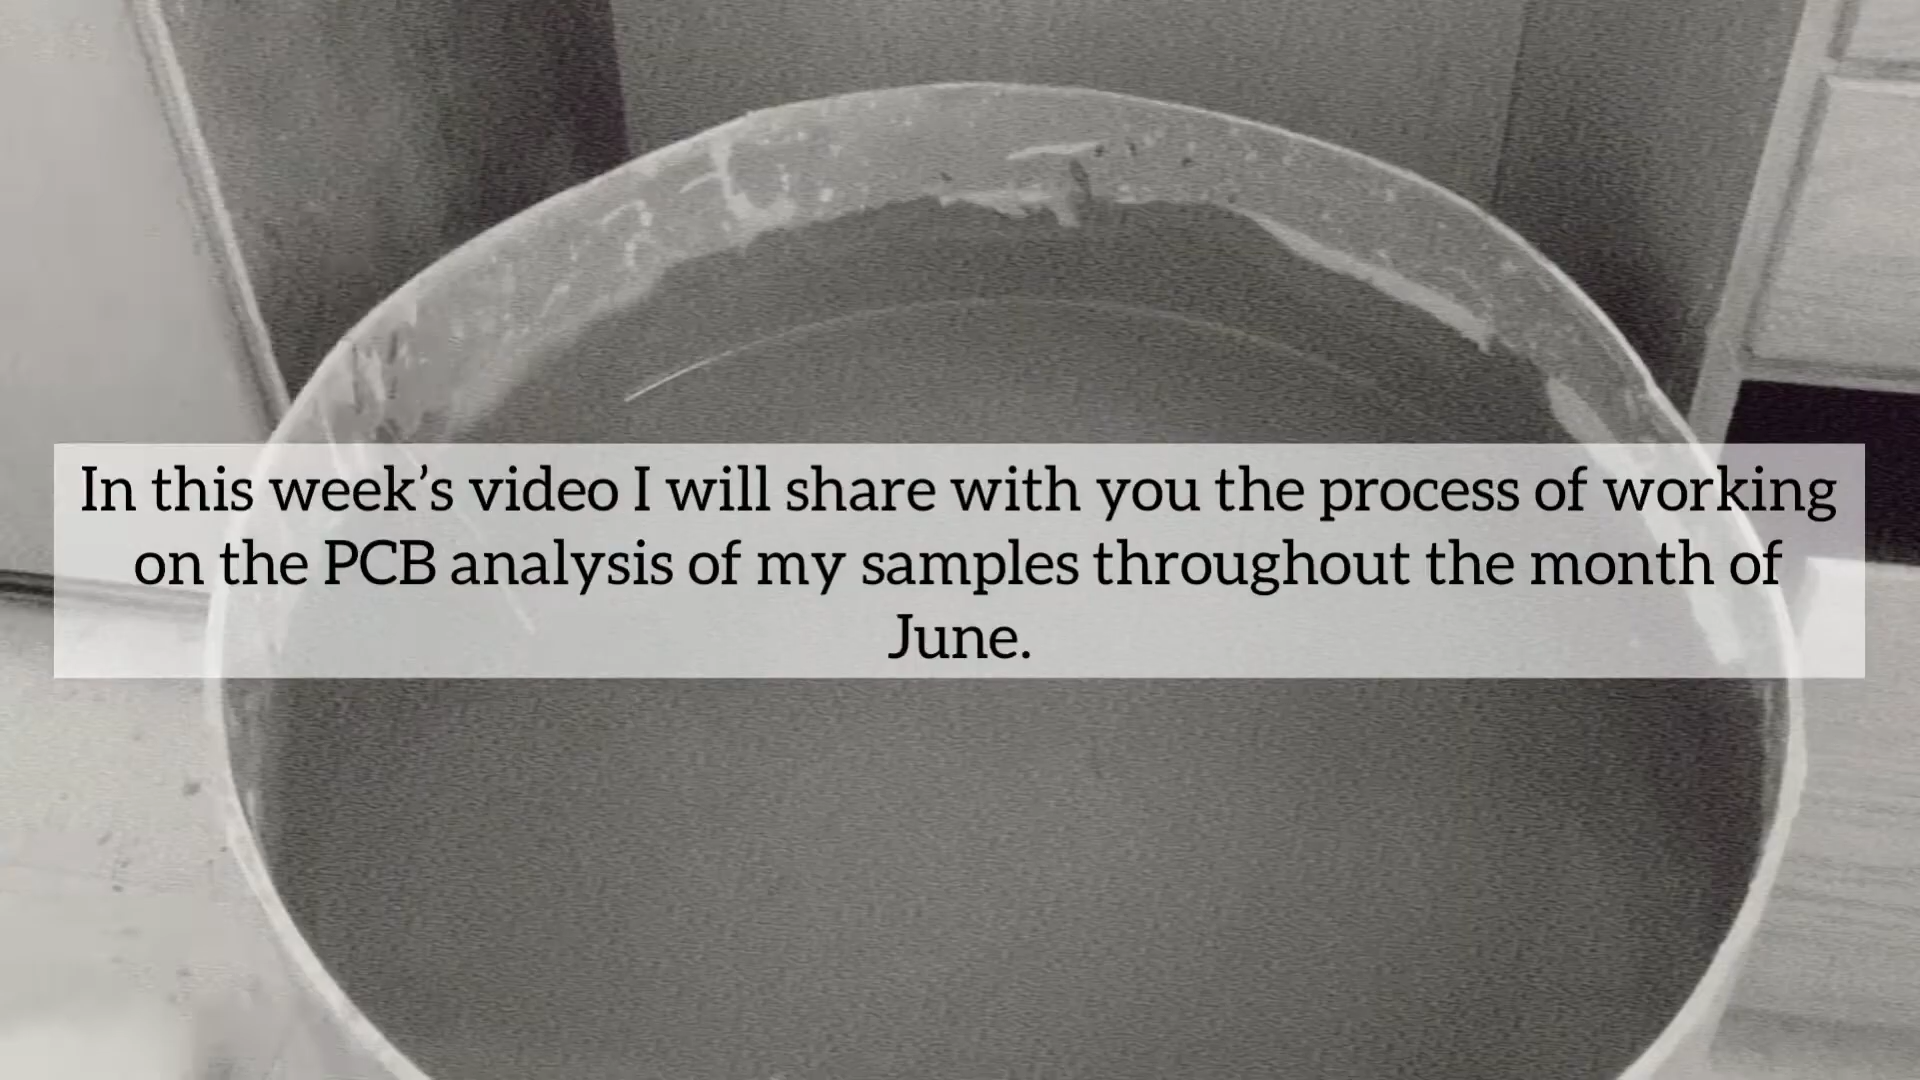 In this week’s video I will share with you the process of working
on the PCB analysis of my samples throughout the month of
June.